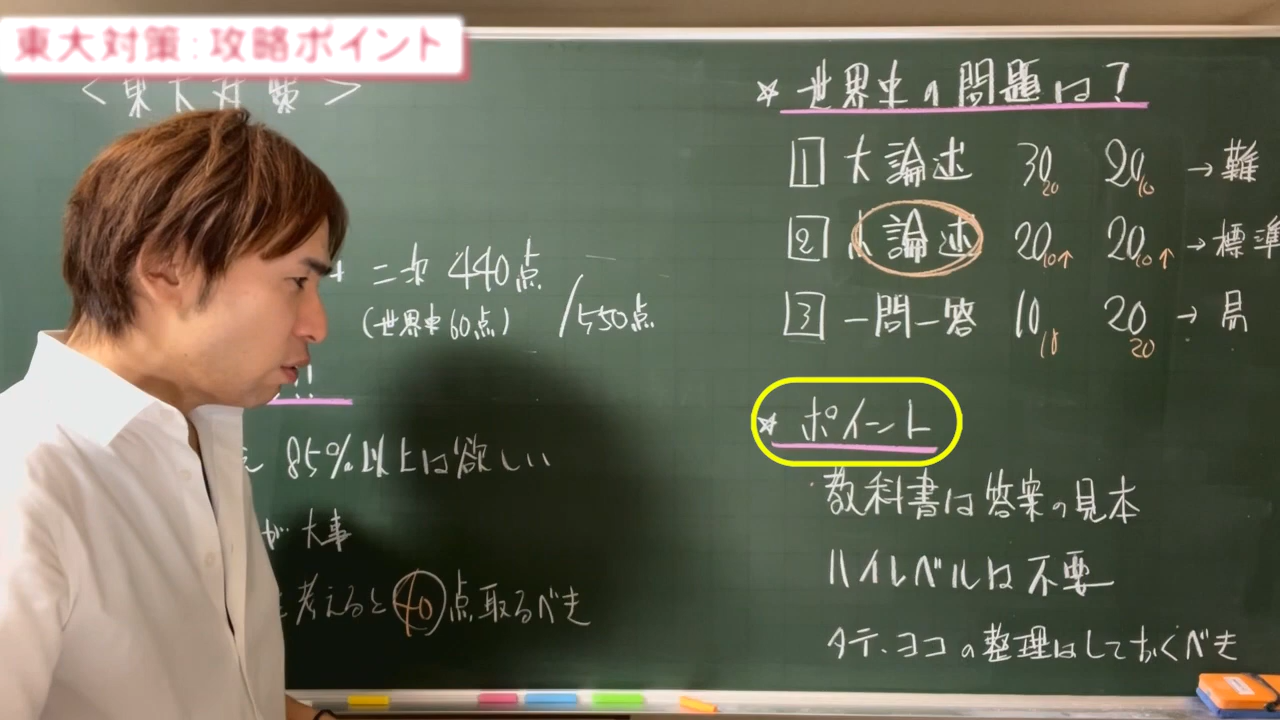 東大対策:攻略ポイント
<東大対策>
二次 440点
(世界史60点) /550点
!!
85%以上は欲しい
が大事
考えると40点取るべき
☆ 世界史の問題は?
1 大論述 30 20 20 10 → 難
2 小論述 20 10↑ 20 10↑ → 標準
3 一問一答 10 10 20 20 → 易
☆ ポイント
教科書は答案の見本
ハイレベルは不要
タテ、ヨコの整理はしておくべき